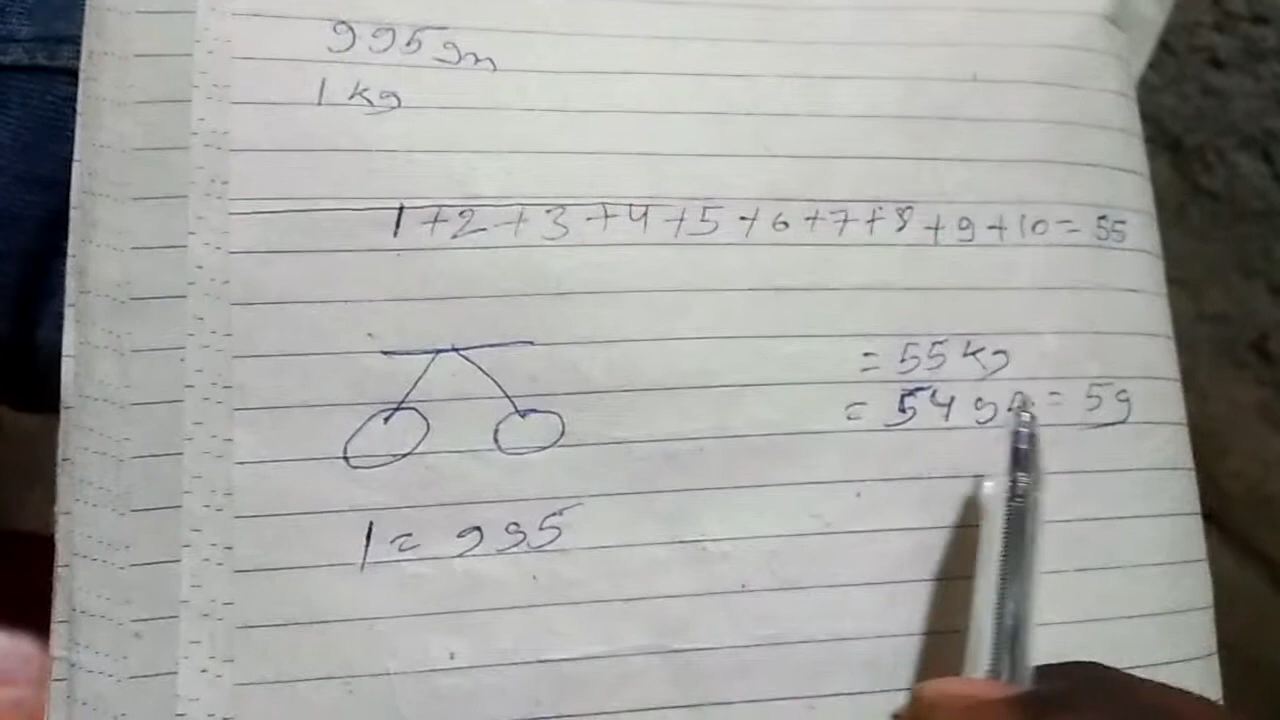 995 gm
1 kg
1+2+3+4+5+6+7+8+9+10=55
= 55 kg
= 54 99 = 5g
1 = 995